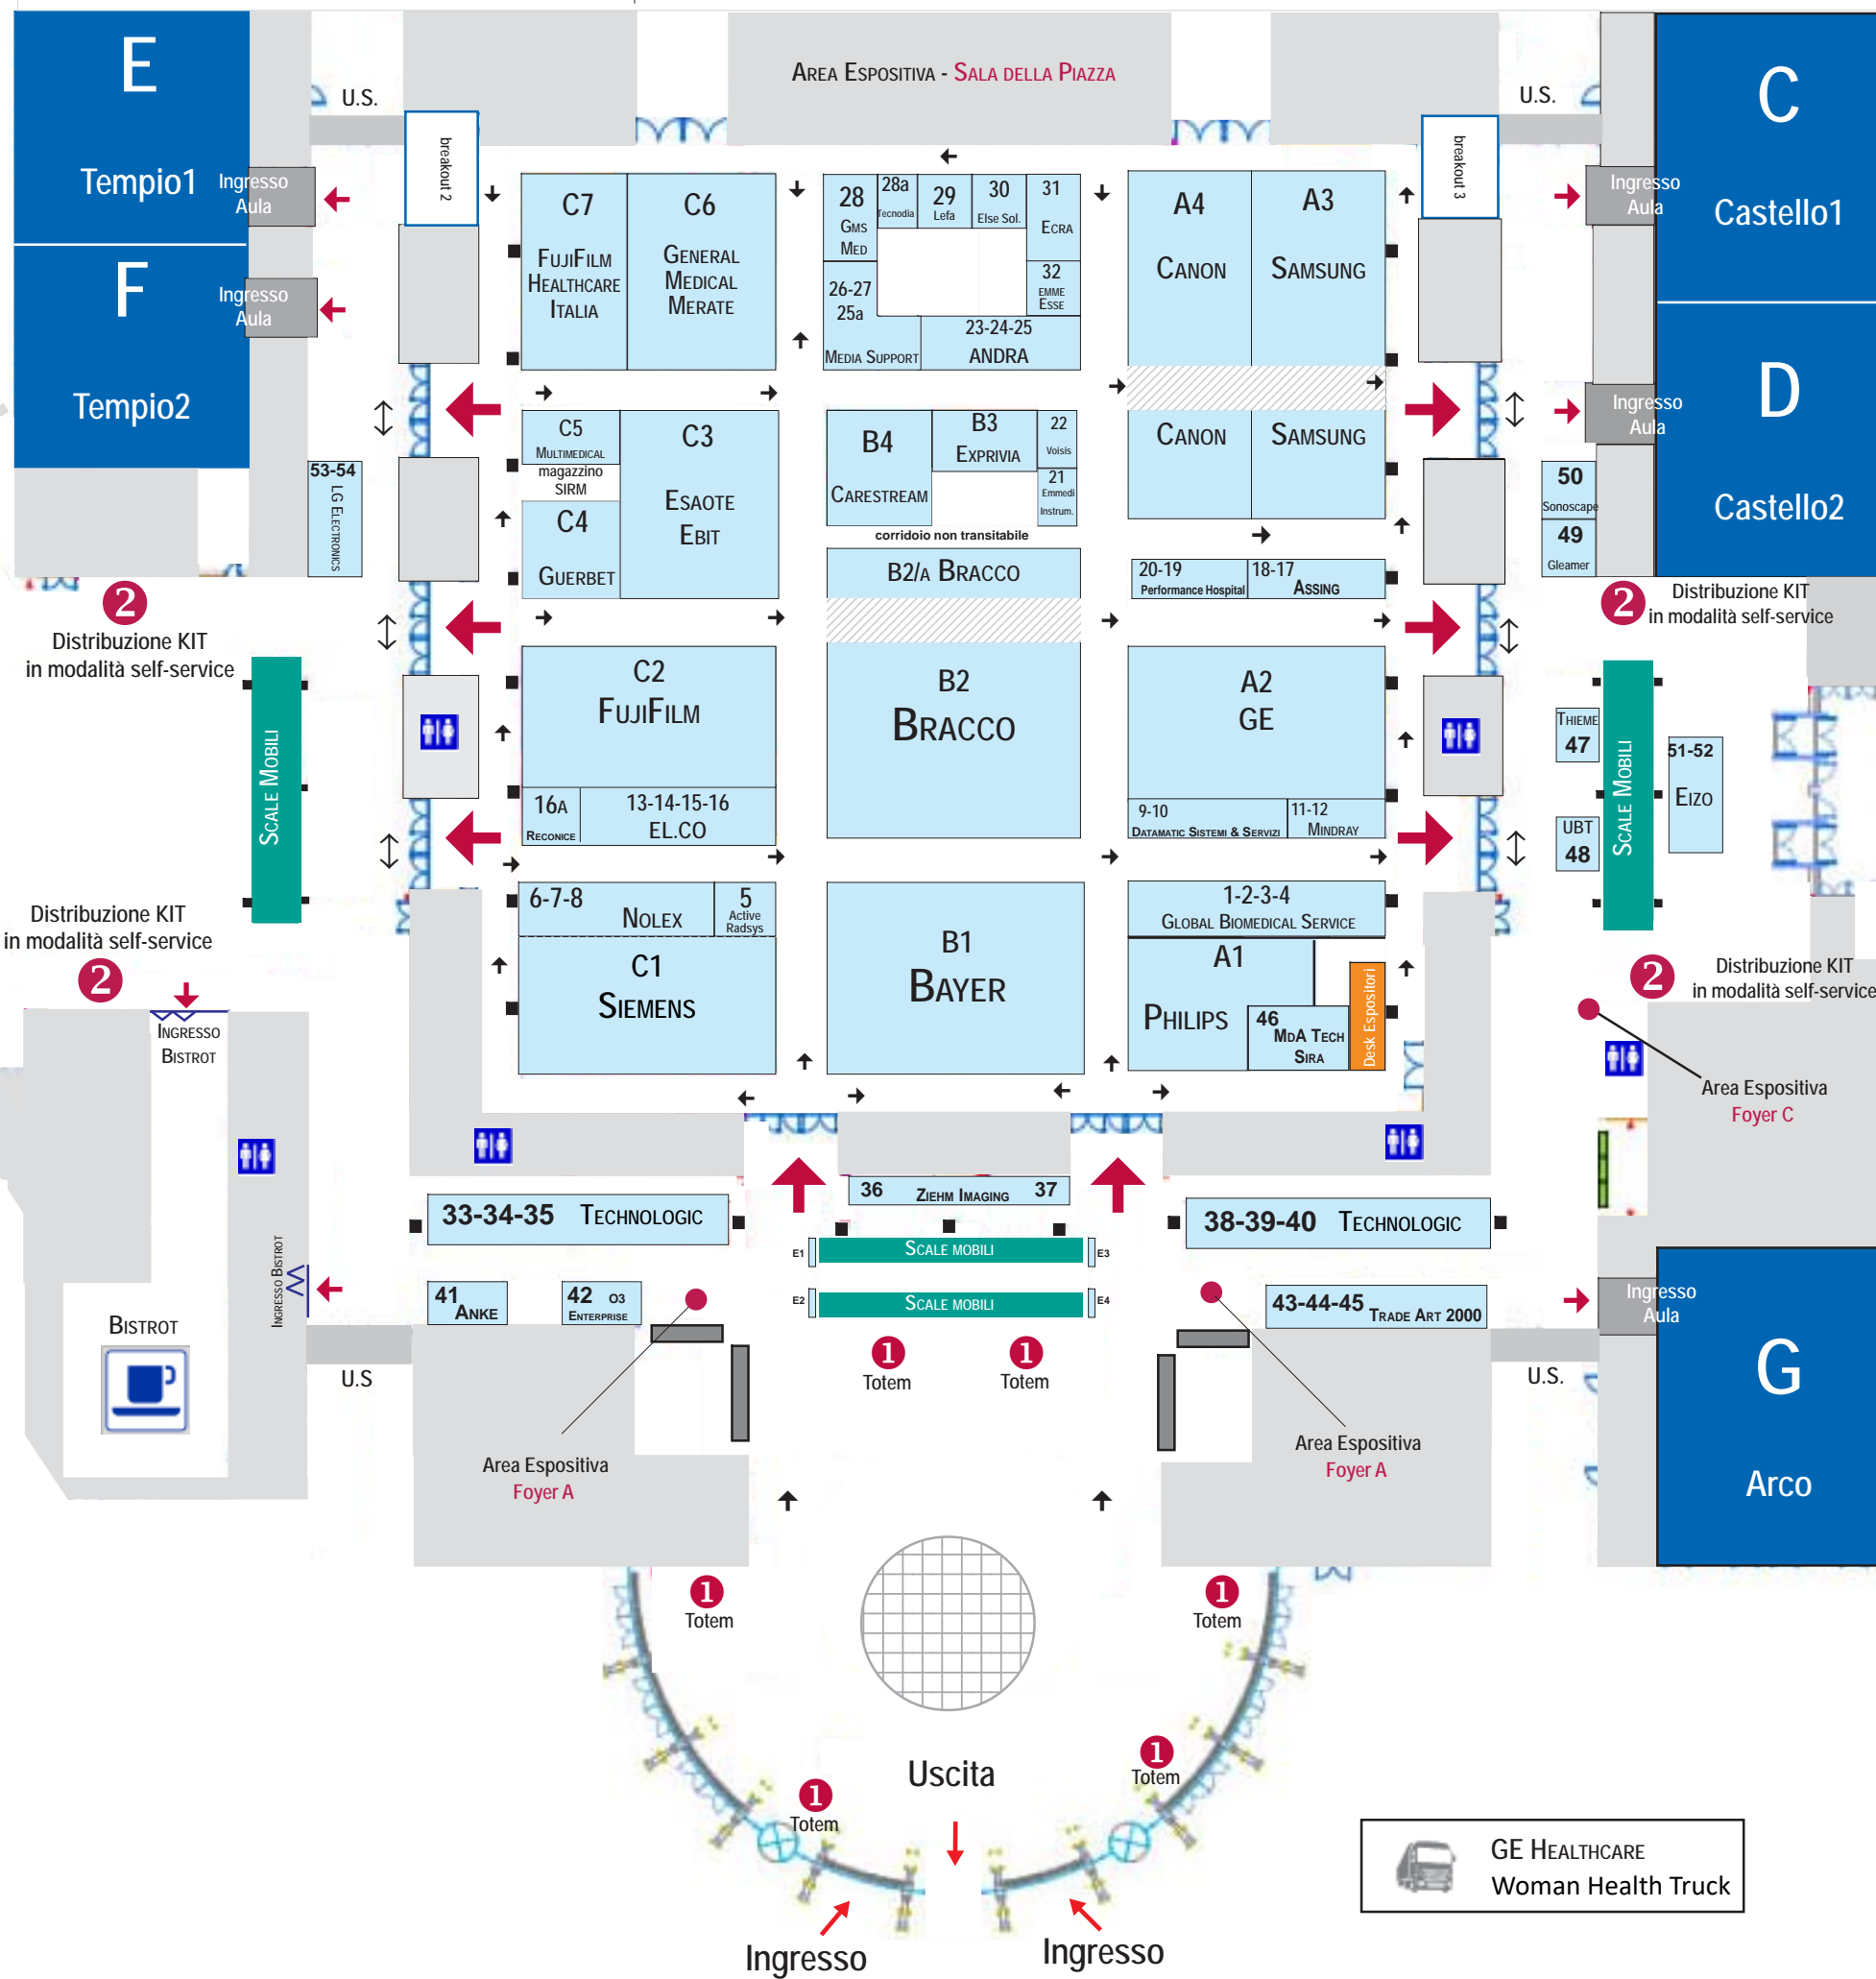 AREA ESPOSITIVA - SALA DELLA PIAZZA
E
Tempio1
Ingresso
Aula
U.S.
breakout 2
F
Tempio2
Ingresso
Aula
U.S.
breakout 3
C
Castello1
Ingresso
Aula
D
Castello2
Ingresso
Aula
C7
FUJIFILM
HEALTHCARE
ITALIA
C6
GENERAL
MEDICAL
MERATE
28
GMS
MED
28a
Tecnodia
29
Lefa
30
Else Sol.
31
ECRA
32
EMME
ESSE
26-27
25a
MEDIA SUPPORT
23-24-25
ANDRA
A4
CANON
A3
SAMSUNG
CANON
SAMSUNG
C5
MULTIMEDICAL
magazzino
SIRM
C4
GUERBET
C3
ESAOTE
EBIT
B4
CARESTREAM
B3
EXPRIVIA
22
Voisis
21
Emmedi
Instrum.
corridoio non transitabile
B2/A BRACCO
20-19
Performance Hospital
18-17
ASSING
53-54
LG ELECTRONICS
50
Sonoscape
49
Gleamer
2
Distribuzione KIT
in modalità self-service
2
Distribuzione KIT
in modalità self-service
SCALE MOBILI
C2
FUJIFILM
B2
BRACCO
A2
GE
16A
RECONICE
13-14-15-16
EL.CO
9-10
DATAMATIC SISTEMI & SERVIZI
11-12
MINDRAY
THIEME
47
UBT
48
SCALE MOBILI
51-52
EIZO
6-7-8
NOLEX
5
Active
Radsys
C1
SIEMENS
B1
BAYER
1-2-3-4
GLOBAL BIOMEDICAL SERVICE
A1
PHILIPS
46
MDA TECH
SIRA
Desk Espositori
Distribuzione KIT
in modalità self-service
2
INGRESSO
BISTROT
2
Distribuzione KIT
in modalità self-service
Area Espositiva
Foyer C
33-34-35 TECHNOLOGIC
36 ZIEHM IMAGING 37
38-39-40 TECHNOLOGIC
E1
SCALE MOBILI
E3
E2
SCALE MOBILI
E4
INGRESSO BISTROT
BISTROT
41
ANKE
42 O3
ENTERPRISE
43-44-45 TRADE ART 2000
Ingresso
Aula
G
Arco
U.S
U.S.
1
Totem
1
Totem
Area Espositiva
Foyer A
Area Espositiva
Foyer A
1
Totem
1
Totem
1
Totem
1
Totem
Uscita
Ingresso
Ingresso
GE HEALTHCARE
Woman Health Truck